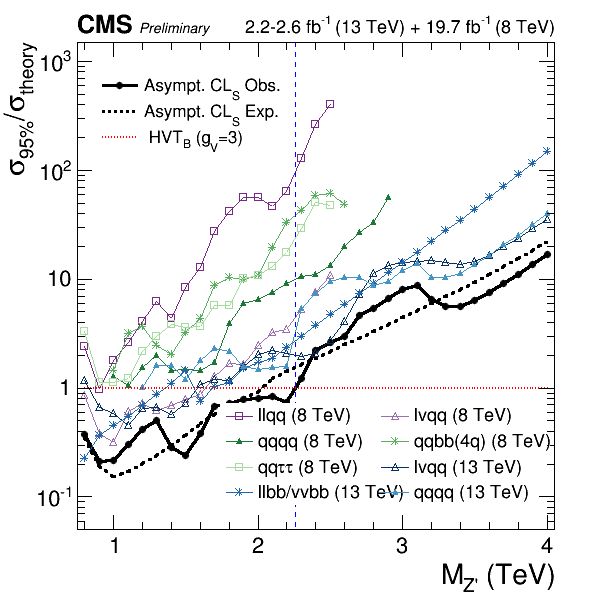 CMS Preliminary 2.2-2.6 fb⁻¹ (13 TeV) + 19.7 fb⁻¹ (8 TeV)
σ95%/σtheory
10³
10²
10
1
10⁻¹
Asympt. CLS Obs.
Asympt. CLS Exp.
HVTB (gV=3)
llqq (8 TeV) lνqq (8 TeV)
qqqq (8 TeV) qqbb(4q) (8 TeV)
qqττ (8 TeV) lνqq (13 TeV)
llbb/ννbb (13 TeV) qqqq (13 TeV)
1 2 3 4
MZ' (TeV)